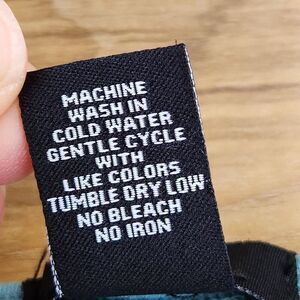 MACHINE
WASH IN
COLD WATER
GENTLE CYCLE
WITH
LIKE COLORS
TUMBLE DRY LOW
NO BLEACH
NO IRON